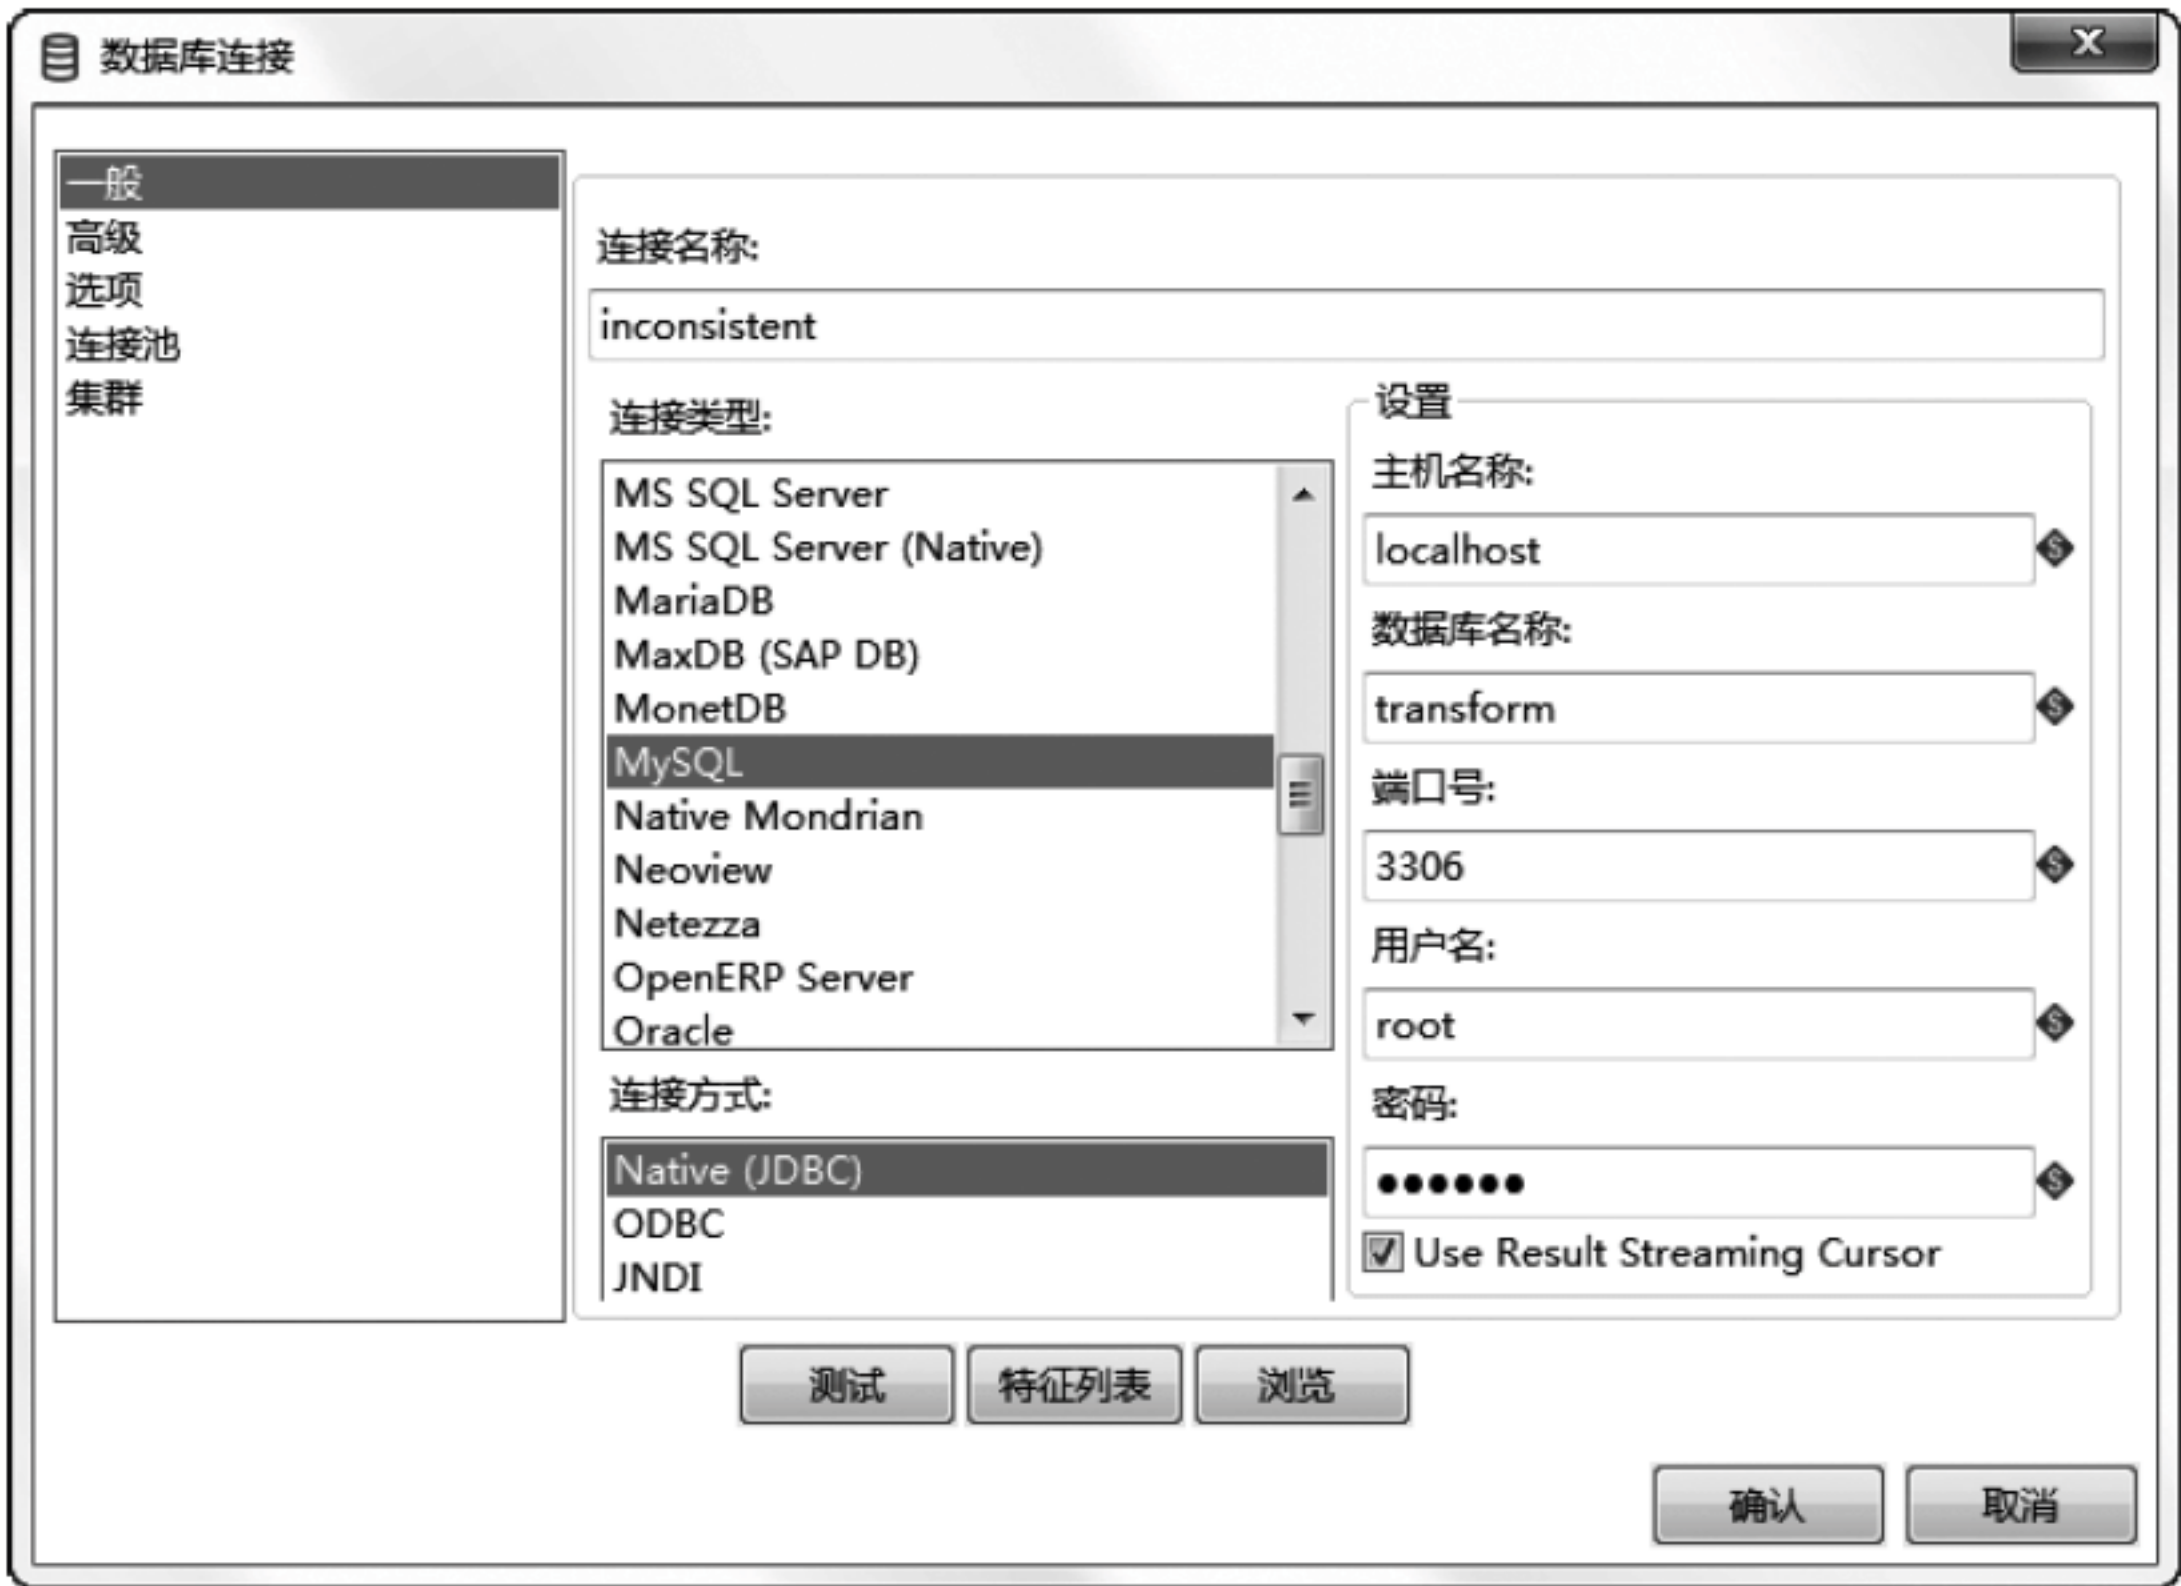 数据库连接
一般
高级
选项
连接池
集群
连接名称:
inconsistent
连接类型:
MS SQL Server
MS SQL Server (Native)
MariaDB
MaxDB (SAP DB)
MonetDB
MySQL
Native Mondrian
Neoview
Netezza
OpenERP Server
Oracle
连接方式:
Native (JDBC)
ODBC
JNDI
设置
主机名称:
localhost
数据库名称:
transform
端口号:
3306
用户名:
root
密码:
●●●●●●
Use Result Streaming Cursor
测试
特征列表
浏览
确认
取消